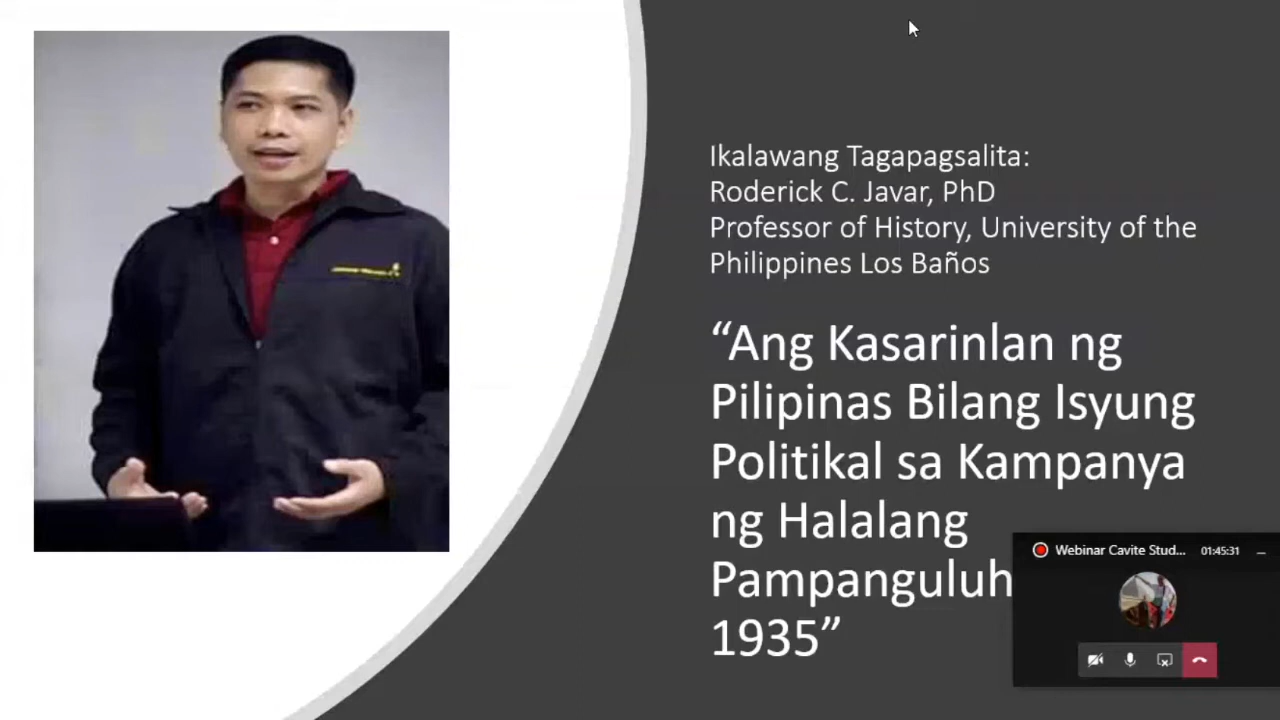 Ikalawang Tagapagsalita:
Roderick C. Javar, PhD
Professor of History, University of the
Philippines Los Baños
“Ang Kasarinlan ng
Pilipinas Bilang Isyung
Politikal sa Kampanya
ng Halalang
Pampanguluh
1935”
Webinar Cavite Stud... 01:45:31